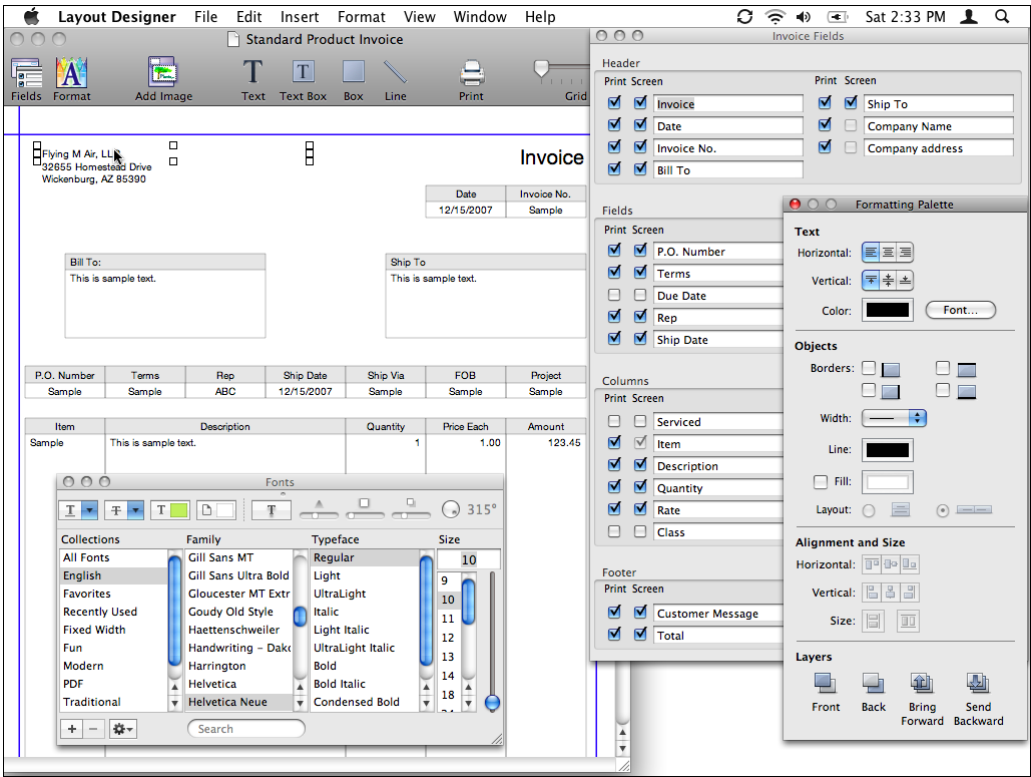 Layout Designer File Edit Insert Format View Window Help Sat 2:33 PM
Standard Product Invoice
Fields Format Add Image Text Text Box Box Line Print Grid
Flying M Air, LL
32655 Homestead Drive
Wickenburg, AZ 85390
Invoice
Date Invoice No.
12/15/2007 Sample
Bill To:
This is sample text.
Ship To
This is sample text.
P.O. Number Terms Rep Ship Date Ship Via FOB Project
Sample Sample ABC 12/15/2007 Sample Sample Sample
Item Description Quantity Price Each Amount
Sample This is sample text. 1 1.00 123.45
Fonts
T T T T 315°
Collections Family Typeface Size
10
All Fonts Gill Sans MT Regular
English Gill Sans Ultra Bold Light 9
Favorites Gloucester MT Extr UltraLight 10
Recently Used Goudy Old Style Italic 11
Fixed Width Haettenschweiler Light Italic 12
Fun Handwriting – Dakc UltraLight Italic 13
Modern Harrington Bold 14
PDF Helvetica Bold Italic 18
Traditional Helvetica Neue Condensed Bold
Search
Invoice Fields
Header
Print Screen Print Screen
Invoice Ship To
Date Company Name
Invoice No. Company address
Bill To
Fields
Print Screen
P.O. Number
Terms
Due Date
Rep
Ship Date
Columns
Print Screen
Serviced
Item
Description
Quantity
Rate
Class
Footer
Print Screen
Customer Message
Total
Formatting Palette
Text
Horizontal:
Vertical:
Color: Font...
Objects
Borders:
Width:
Line:
Fill:
Layout:
Alignment and Size
Horizontal:
Vertical:
Size:
Layers
Front Back Bring Forward Send Backward